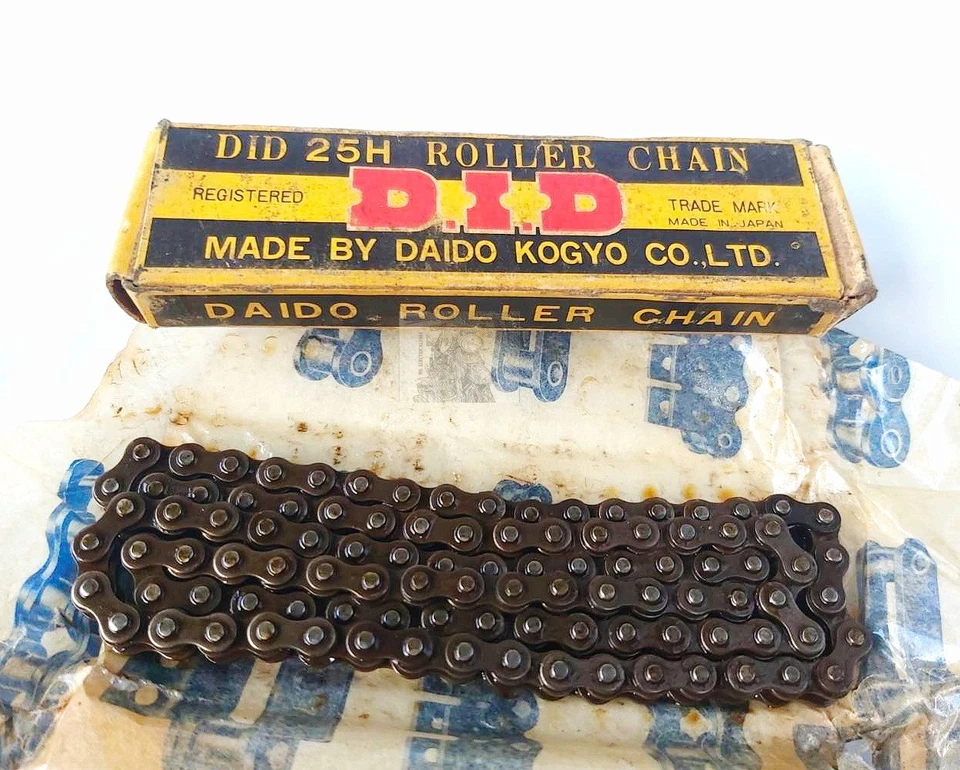 DID 25H ROLLER CHAIN
REGISTERED
D.I.D
TRADE MARK
MADE IN JAPAN
MADE BY DAIDO KOGYO CO.,LTD.
DAIDO ROLLER CHAIN